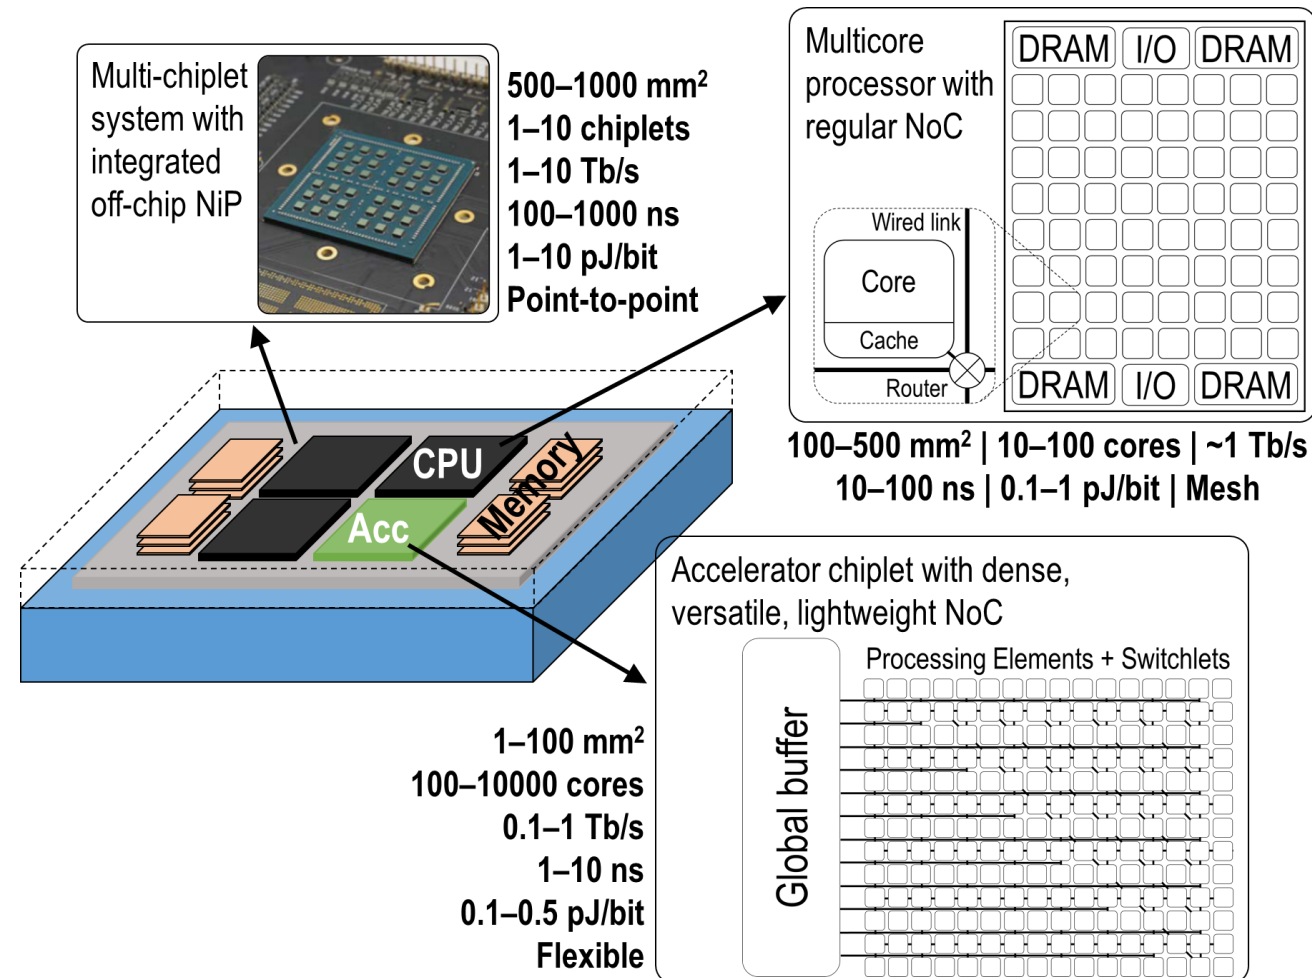 Multi-chiplet
system with
integrated
off-chip NiP
500–1000 mm²
1–10 chiplets
1–10 Tb/s
100–1000 ns
1–10 pJ/bit
Point-to-point
Multicore
processor with
regular NoC
DRAM I/O DRAM
Wired link
Core
Cache
Router
DRAM I/O DRAM
100–500 mm² | 10–100 cores | ~1 Tb/s
10–100 ns | 0.1–1 pJ/bit | Mesh
CPU
Memory
Acc
Accelerator chiplet with dense,
versatile, lightweight NoC
Processing Elements + Switchlets
Global buffer
1–100 mm²
100–10000 cores
0.1–1 Tb/s
1–10 ns
0.1–0.5 pJ/bit
Flexible